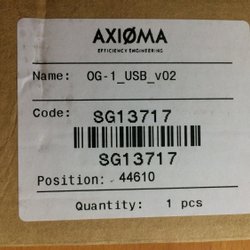 AXIØMA
EFFICIENCY ENGINEERING
Name: OG-1_USB_v02
Code: SG13717
SG13717
Position: 44610
Quantity: 1 pcs